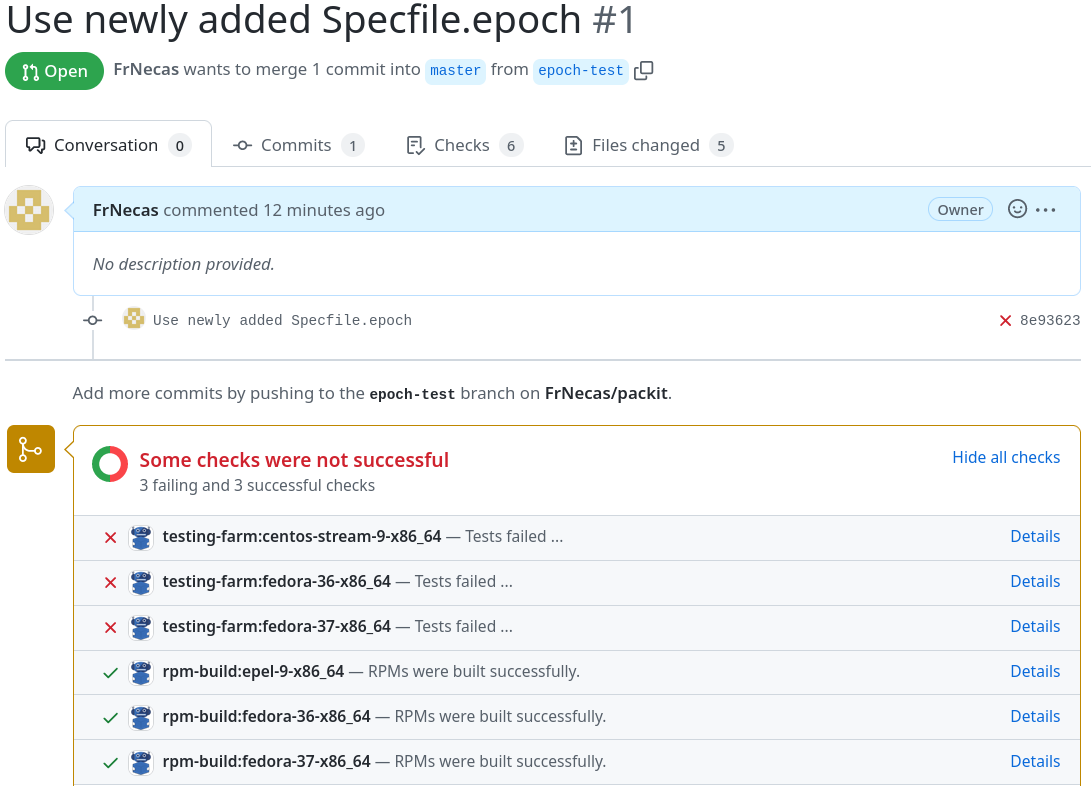 Use newly added Specfile.epoch #1
Open FrNecas wants to merge 1 commit into master from epoch-test
Conversation 0 Commits 1 Checks 6 Files changed 5
FrNecas commented 12 minutes ago Owner
No description provided.
Use newly added Specfile.epoch 8e93623
Add more commits by pushing to the epoch-test branch on FrNecas/packit.
Some checks were not successful Hide all checks
3 failing and 3 successful checks
testing-farm:centos-stream-9-x86_64 — Tests failed ... Details
testing-farm:fedora-36-x86_64 — Tests failed ... Details
testing-farm:fedora-37-x86_64 — Tests failed ... Details
rpm-build:epel-9-x86_64 — RPMs were built successfully. Details
rpm-build:fedora-36-x86_64 — RPMs were built successfully. Details
rpm-build:fedora-37-x86_64 — RPMs were built successfully. Details